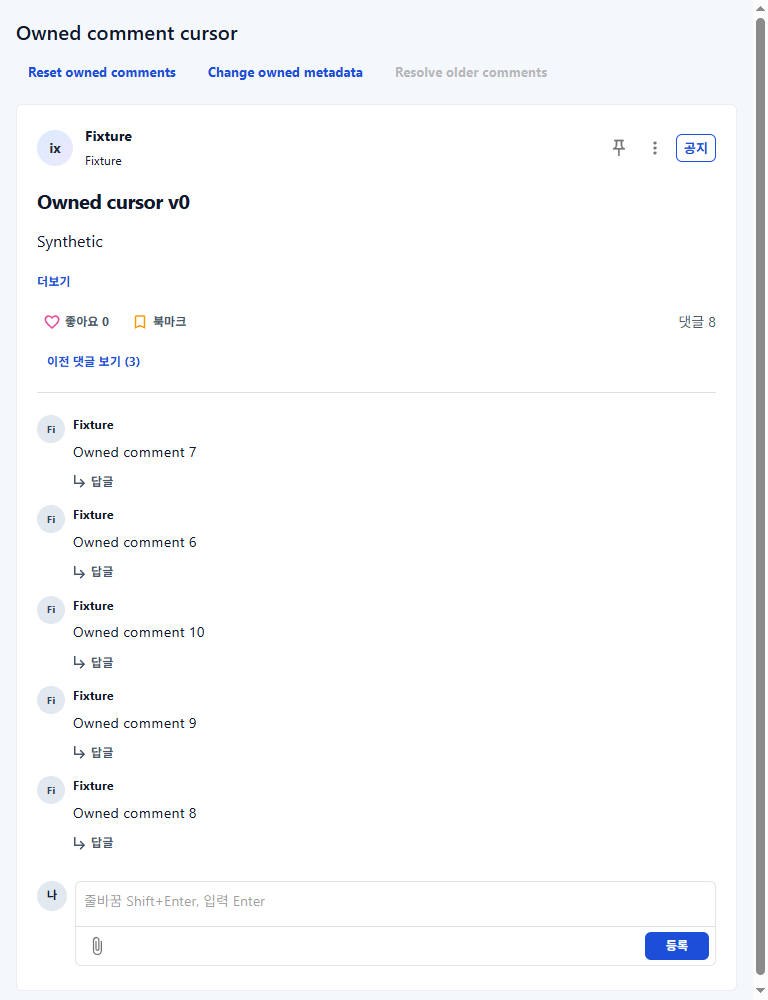 Owned comment cursor
Reset owned comments Change owned metadata Resolve older comments
ix
Fixture
Fixture
공지
Owned cursor v0
Synthetic
더보기
좋아요 0 북마크 댓글 8
이전 댓글 보기 (3)
Fi
Fixture
Owned comment 7
답글
Fi
Fixture
Owned comment 6
답글
Fi
Fixture
Owned comment 10
답글
Fi
Fixture
Owned comment 9
답글
Fi
Fixture
Owned comment 8
답글
나
줄바꿈 Shift+Enter, 입력 Enter
등록